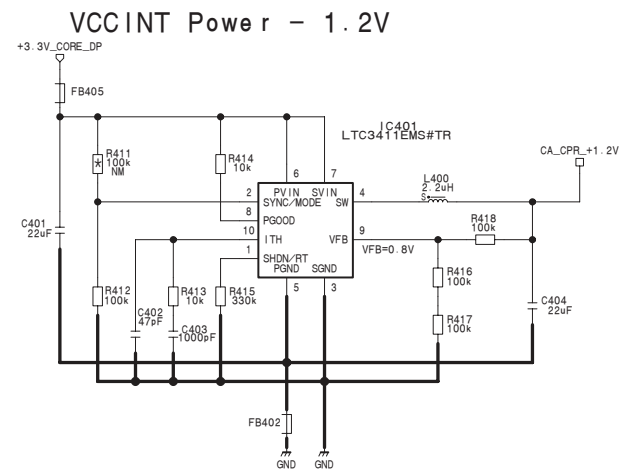 VCCINT Power - 1.2V
+3.3V_CORE_DP
FB405
IC401
LTC3411EMS#TR
R411
*
100k
NM
R414
10k
6
7
CA_CPR_+1.2V
L400
2.2uH
S
2
PVIN SVIN
SYNC/MODE SW
4
8
PGOOD
R418
100k
C401
22uF
10
ITH
VFB
9
VFB=0.8V
1
SHDN/RT
PGND SGND
R416
100k
R412
100k
R413
10k
R415
330k
5
3
C404
22uF
C402
47pF
C403
1000pF
R417
100k
FB402
GND
GND